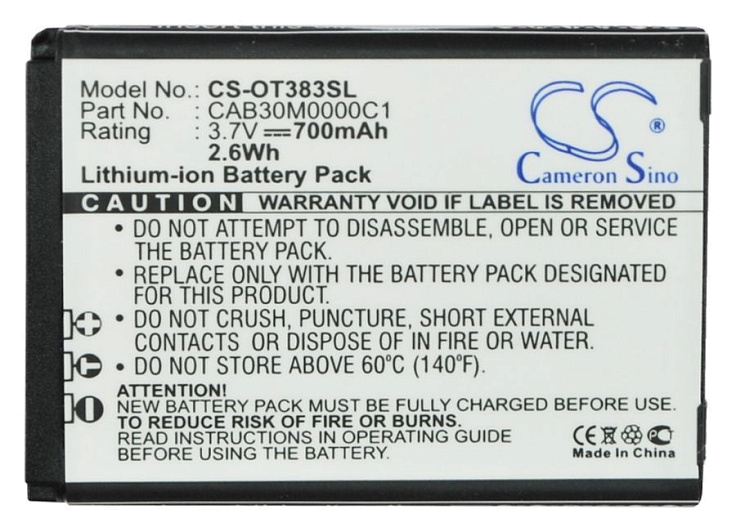 Model No.: CS-OT383SL
Part No. : CAB30M0000C1
Rating : 3.7V 700mAh
2.6Wh
Lithium-ion Battery Pack
CS ®
Cameron Sino
CAUTION WARRANTY VOID IF LABEL IS REMOVED
• DO NOT ATTEMPT TO DISASSEMBLE, OPEN OR SERVICE
THE BATTERY PACK.
• REPLACE ONLY WITH THE BATTERY PACK DESIGNATED
FOR THIS PRODUCT.
• DO NOT CRUSH, PUNCTURE, SHORT EXTERNAL
CONTACTS OR DISPOSE OF IN FIRE OR WATER.
• DO NOT STORE ABOVE 60°C (140°F).
ATTENTION!
NEW BATTERY PACK MUST BE FULLY CHARGED BEFORE USE.
TO REDUCE RISK OF FIRE OR BURNS.
READ INSTRUCTIONS IN OPERATING GUIDE
BEFORE USING THE BATTERY PACK.
CE
Made In China